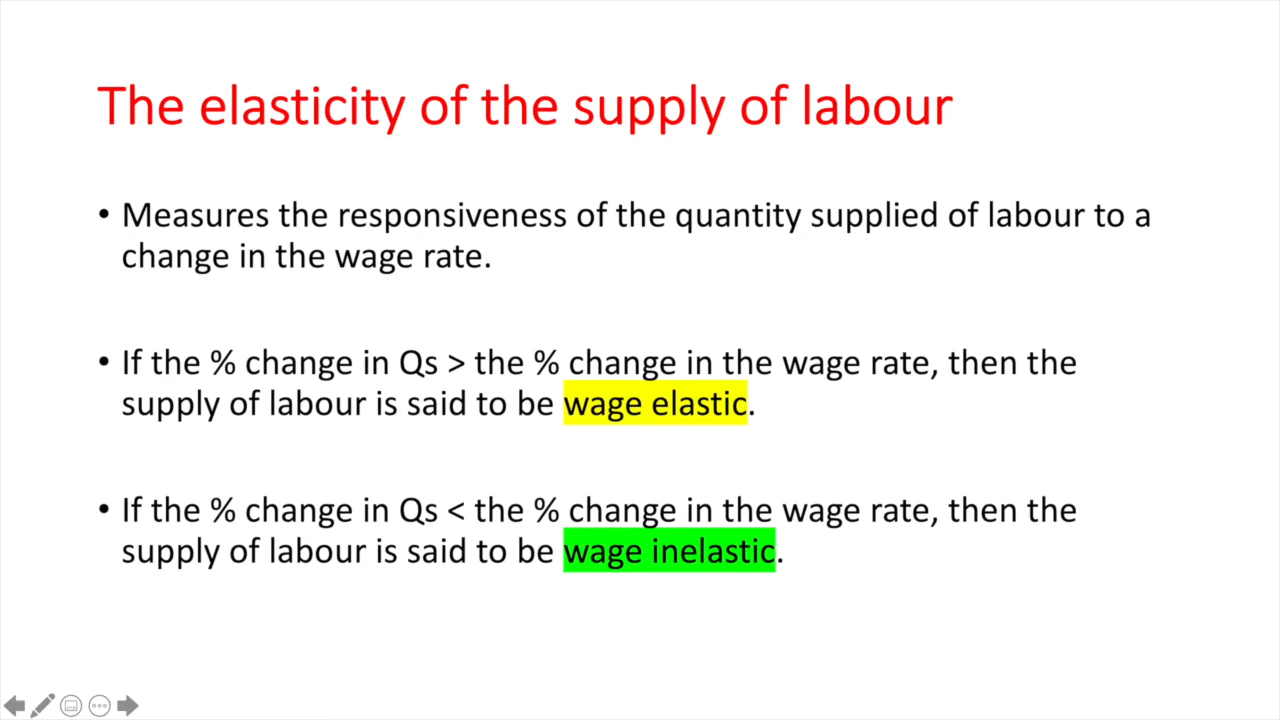 The elasticity of the supply of labour
• Measures the responsiveness of the quantity supplied of labour to a
change in the wage rate.
• If the % change in Qs > the % change in the wage rate, then the
supply of labour is said to be wage elastic.
• If the % change in Qs < the % change in the wage rate, then the
supply of labour is said to be wage inelastic.